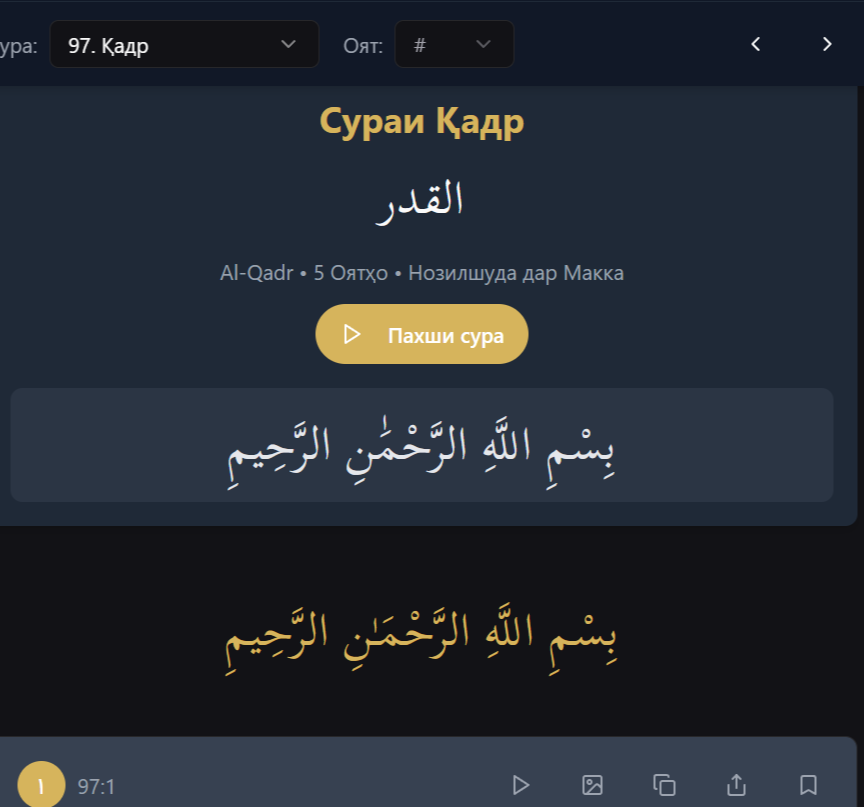 ура: 97. Қадр Оят: #
Сураи Қадр
القدر
Al-Qadr • 5 Оятҳо • Нозилшуда дар Макка
Пахши сура
بِسْمِ اللَّهِ الرَّحْمَٰنِ الرَّحِيمِ
بِسْمِ اللَّهِ الرَّحْمَـٰنِ الرَّحِيمِ
١ 97:1